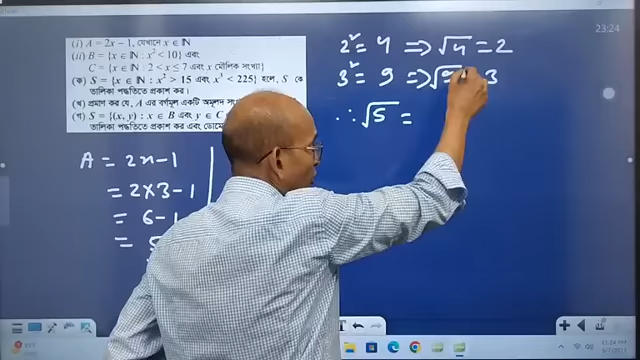 (i) A = 2x − 1, যেখানে x ∈ ℕ
(ii) B = {x ∈ ℕ : x² < 10} এবং
C = {x ∈ ℕ : 2 < x ≤ 7 এবং x মৌলিক সংখ্যা}
(ক) S = {x ∈ ℕ : x² > 15 এবং x³ < 225} হলে, S কে
তালিকা পদ্ধতিতে প্রকাশ কর।
(খ) প্রমাণ কর যে, A এর বর্গমূল একটি অমূলদ
(গ) S = {(x, y) : x ∈ B এবং y ∈ C
তালিকা পদ্ধতিতে প্রকাশ কর এবং
A = 2x − 1
= 2 × 3 − 1
= 6 − 1
= 5
2² = 4 ⇒ √4 = 2
3² = 9 ⇒ 3
∴ √5 =
23:24